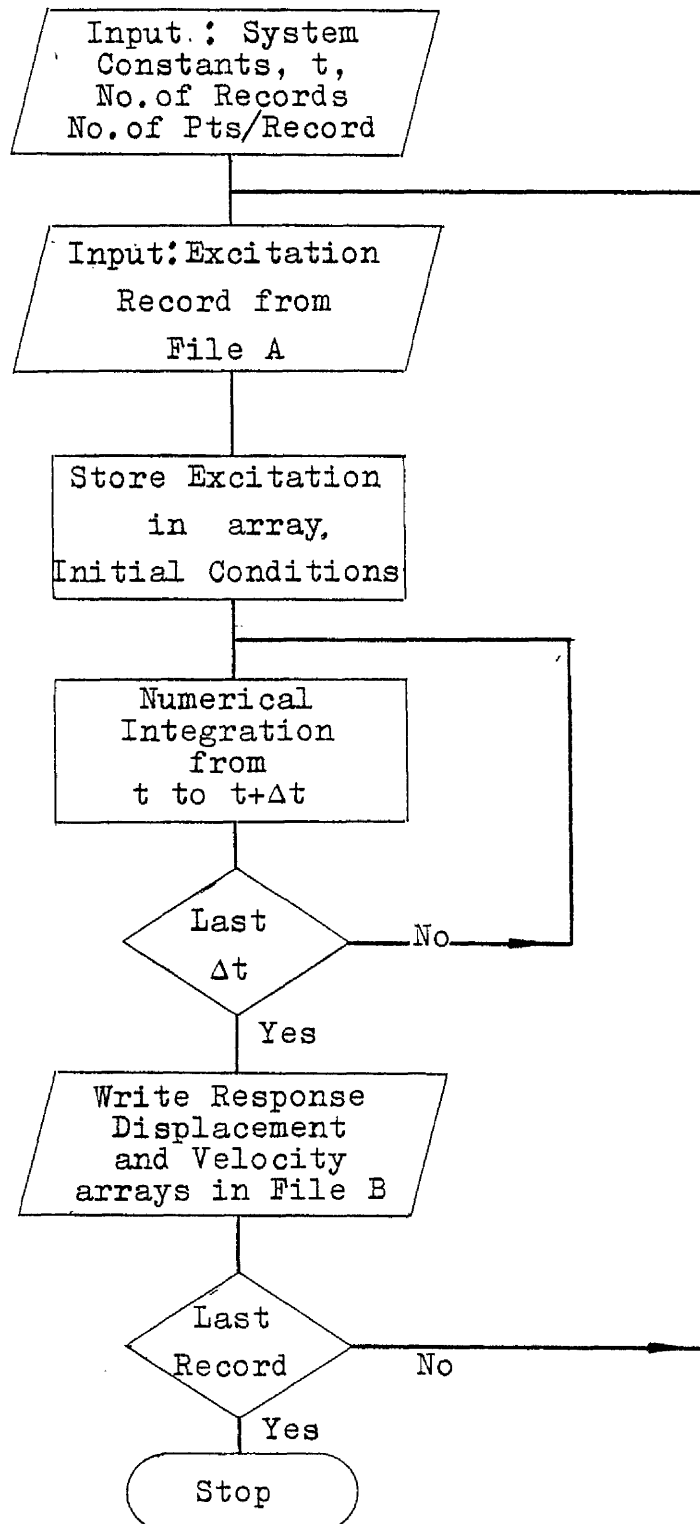 Input : System
Constants, t,
No.of Records
No.of Pts/Record
Input:Excitation
Record from
File A
Store Excitation
in array,
Initial Conditions
Numerical
Integration
from
t to t+Δt
Last
Δt
No
Yes
Write Response
Displacement
and Velocity
arrays in File B
Last
Record
No
Yes
Stop